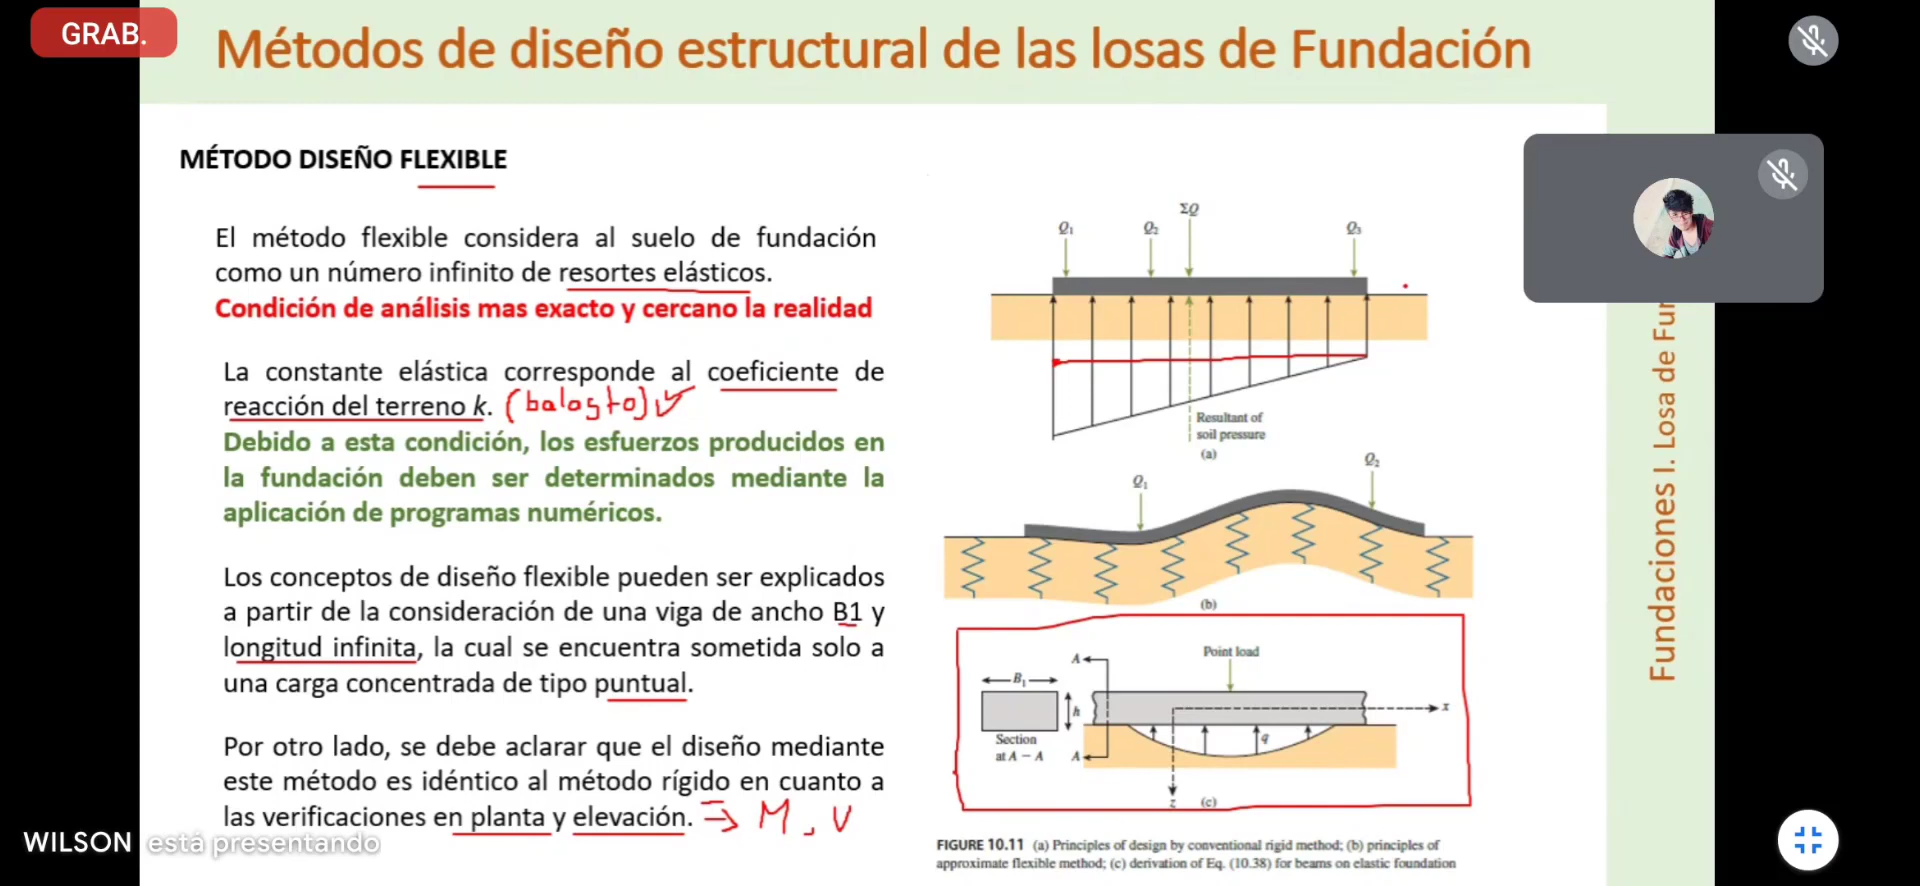 GRAB.
Métodos de diseño estructural de las losas de Fundación
MÉTODO DISEÑO FLEXIBLE
El método flexible considera al suelo de fundación
como un número infinito de resortes elásticos.
Condición de análisis mas exacto y cercano la realidad
La constante elástica corresponde al coeficiente de
reacción del terreno k. (balasto)
Debido a esta condición, los esfuerzos producidos en
la fundación deben ser determinados mediante la
aplicación de programas numéricos.
Los conceptos de diseño flexible pueden ser explicados
a partir de la consideración de una viga de ancho B1 y
longitud infinita, la cual se encuentra sometida solo a
una carga concentrada de tipo puntual.
Por otro lado, se debe aclarar que el diseño mediante
este método es idéntico al método rígido en cuanto a
las verificaciones en planta y elevación. ⇒ M, V
ΣQ
Q₁ Q₂ Q₃
Resultant of
soil pressure
(a)
Q₁ Q₂
(b)
Point load
A
B₁
h
x
Section
at A – A
A
q
z
(c)
FIGURE 10.11 (a) Principles of design by conventional rigid method; (b) principles of
approximate flexible method; (c) derivation of Eq. (10.38) for beams on elastic foundation
Fundaciones I. Losa de Fur
WILSON está presentando